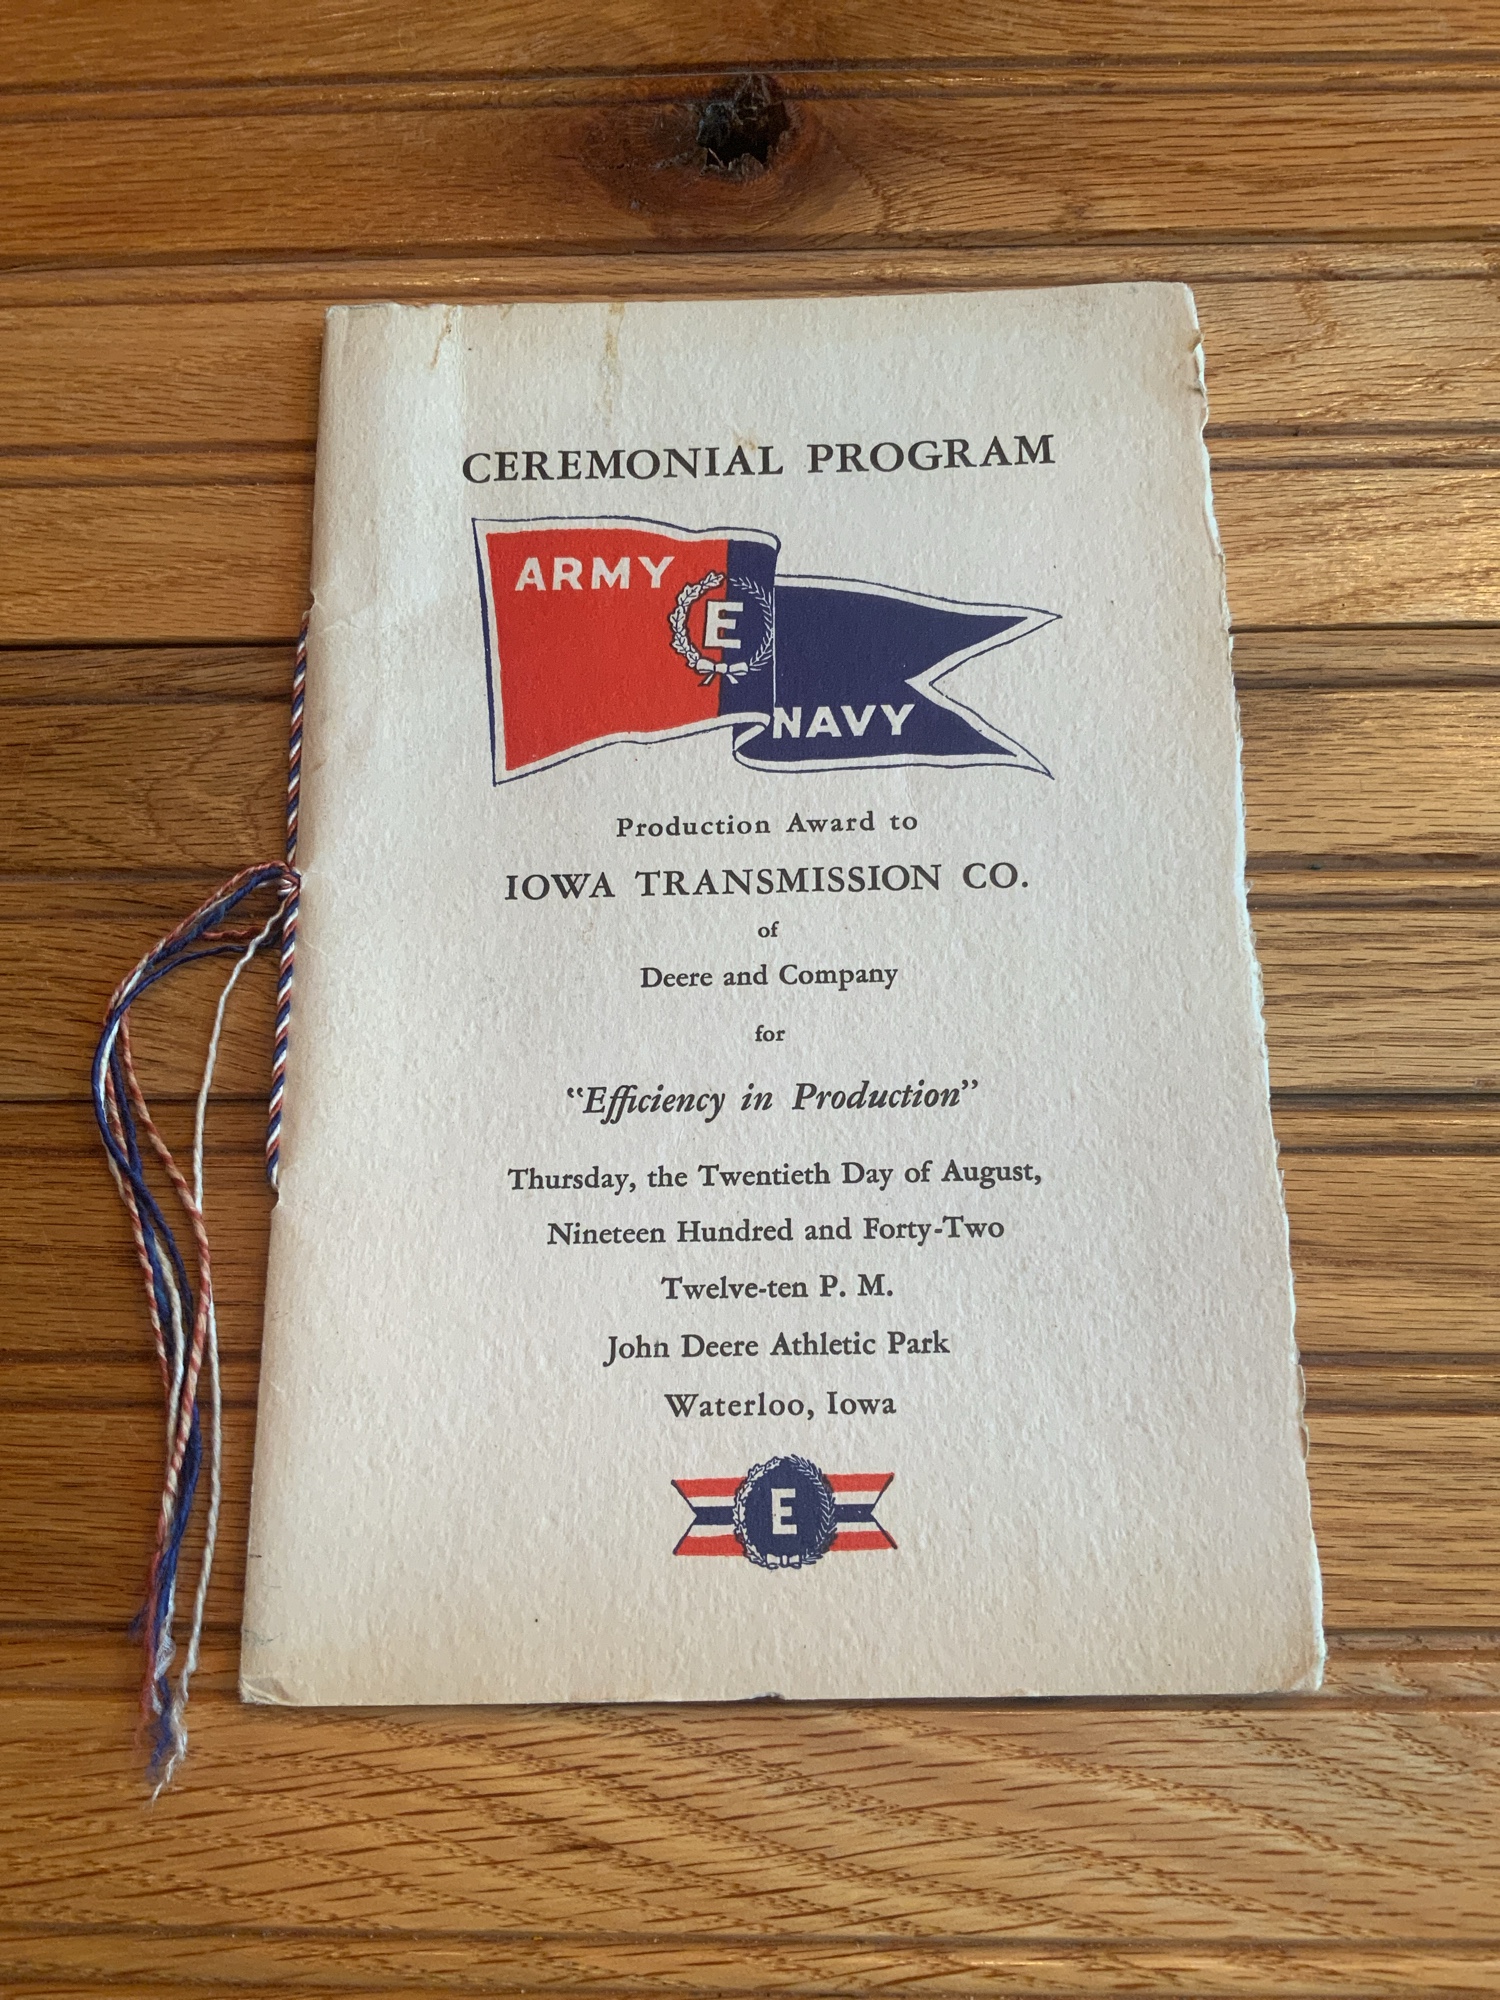 CEREMONIAL PROGRAM
ARMY
E
NAVY
Production Award to
IOWA TRANSMISSION CO.
of
Deere and Company
for
“Efficiency in Production”
Thursday, the Twentieth Day of August,
Nineteen Hundred and Forty-Two
Twelve-ten P. M.
John Deere Athletic Park
Waterloo, Iowa
E